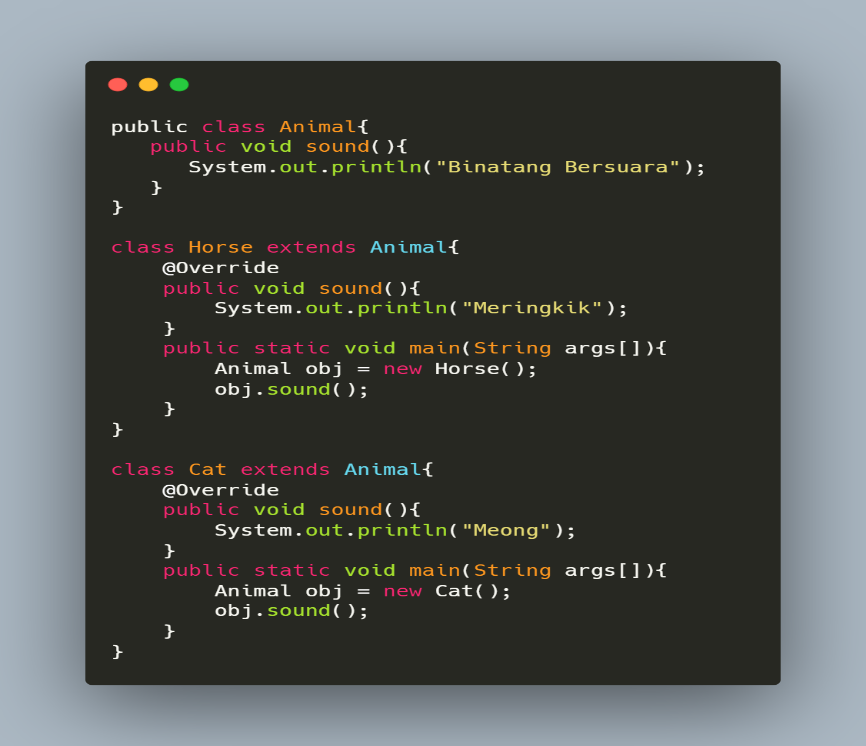 public class Animal{
   public void sound(){
      System.out.println("Binatang Bersuara");
   }
}

class Horse extends Animal{
    @Override
    public void sound(){
        System.out.println("Meringkik");
    }
    public static void main(String args[]){
        Animal obj = new Horse();
        obj.sound();
    }
}

class Cat extends Animal{
    @Override
    public void sound(){
        System.out.println("Meong");
    }
    public static void main(String args[]){
        Animal obj = new Cat();
        obj.sound();
    }
}